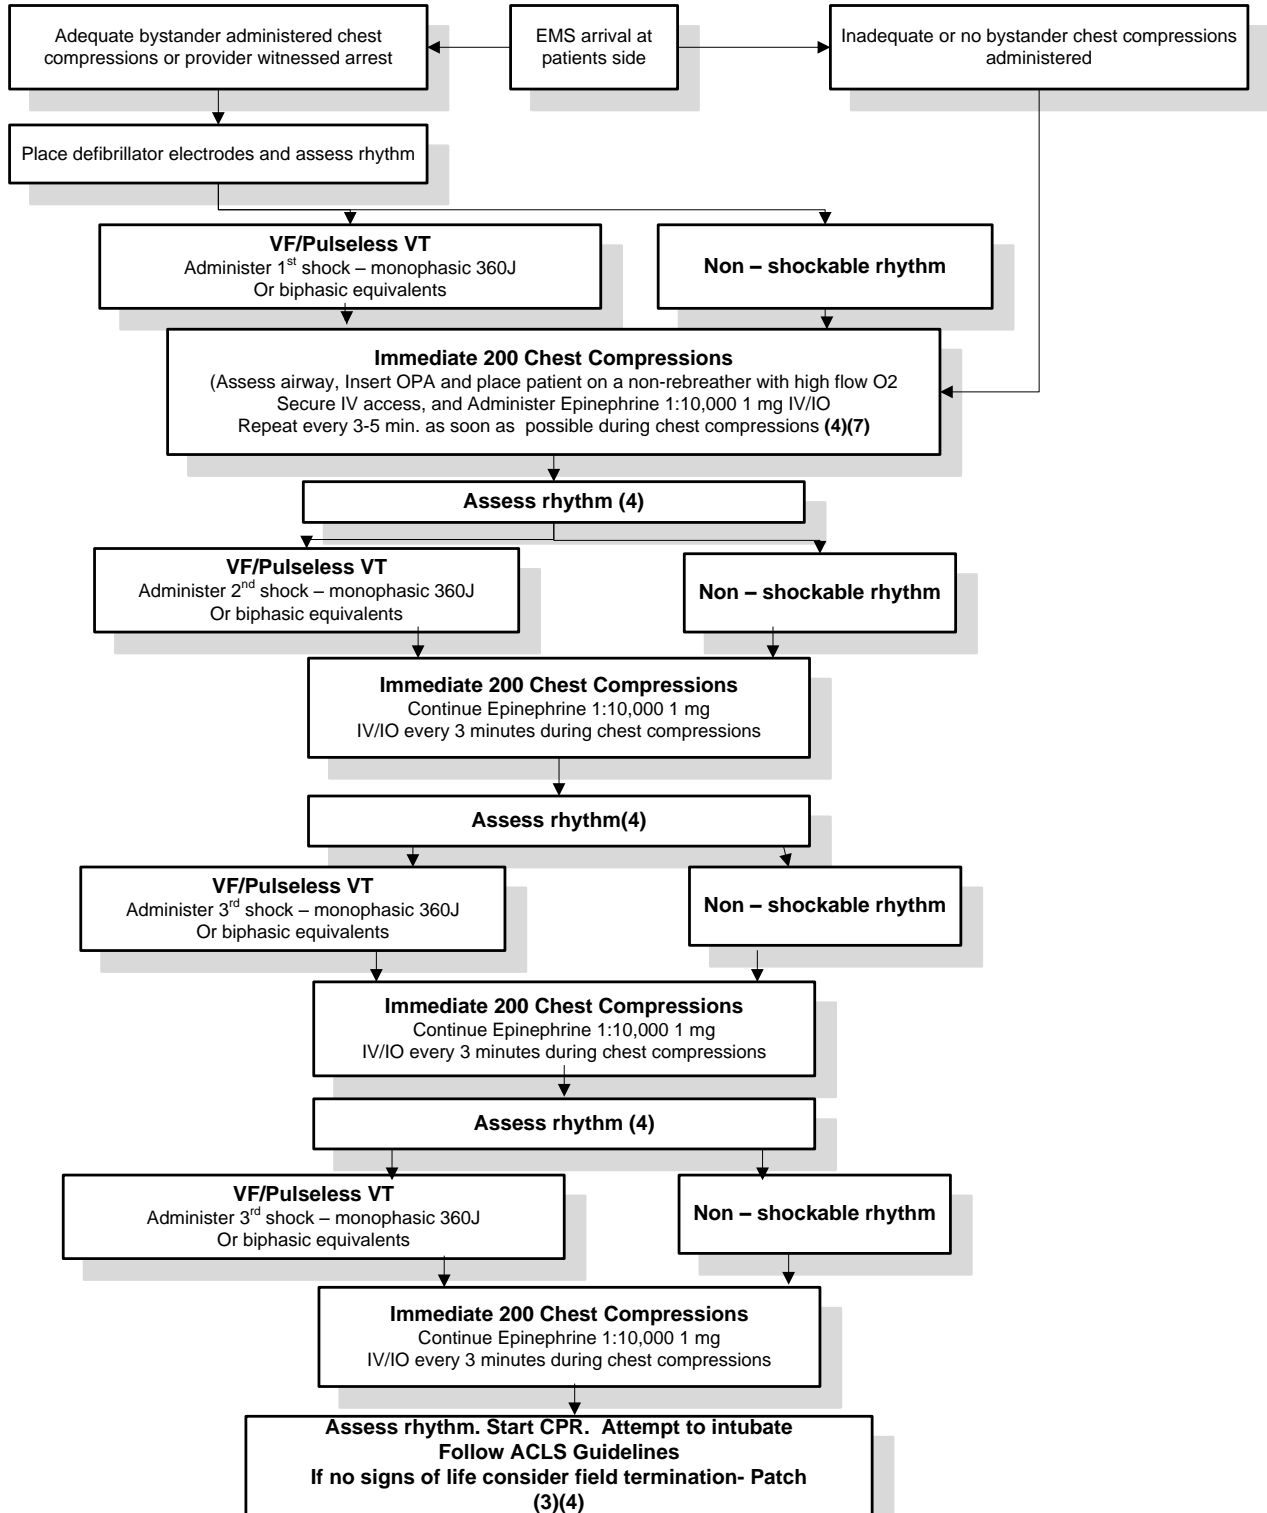 Adequate bystander administered chest
compressions or provider witnessed arrest
EMS arrival at
patients side
Inadequate or no bystander chest compressions
administered
Place defibrillator electrodes and assess rhythm
VF/Pulseless VT
Administer 1st shock – monophasic 360J
Or biphasic equivalents
Non – shockable rhythm
Immediate 200 Chest Compressions
(Assess airway, Insert OPA and place patient on a non-rebreather with high flow O2
Secure IV access, and Administer Epinephrine 1:10,000 1 mg IV/IO
Repeat every 3-5 min. as soon as possible during chest compressions (4)(7)
Assess rhythm (4)
VF/Pulseless VT
Administer 2nd shock – monophasic 360J
Or biphasic equivalents
Non – shockable rhythm
Immediate 200 Chest Compressions
Continue Epinephrine 1:10,000 1 mg
IV/IO every 3 minutes during chest compressions
Assess rhythm(4)
VF/Pulseless VT
Administer 3rd shock – monophasic 360J
Or biphasic equivalents
Non – shockable rhythm
Immediate 200 Chest Compressions
Continue Epinephrine 1:10,000 1 mg
IV/IO every 3 minutes during chest compressions
Assess rhythm (4)
VF/Pulseless VT
Administer 3rd shock – monophasic 360J
Or biphasic equivalents
Non – shockable rhythm
Immediate 200 Chest Compressions
Continue Epinephrine 1:10,000 1 mg
IV/IO every 3 minutes during chest compressions
Assess rhythm. Start CPR. Attempt to intubate
Follow ACLS Guidelines
If no signs of life consider field termination- Patch
(3)(4)